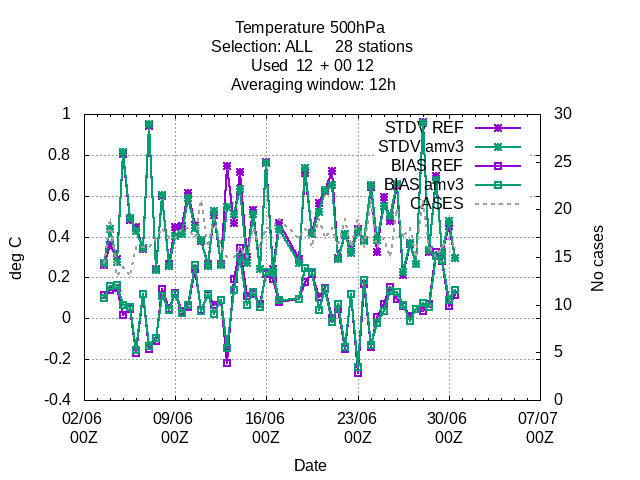 Temperature 500hPa
Selection: ALL 28 stations
Used 12 + 00 12
Averaging window: 12h
STDV REF
STDV amv3
BIAS REF
BIAS amv3
CASES
1
0.8
0.6
0.4
0.2
0
-0.2
-0.4
deg C
30
25
20
15
10
5
0
No cases
02/06 09/06 16/06 23/06 30/06 07/07
00Z 00Z 00Z 00Z 00Z 00Z
Date